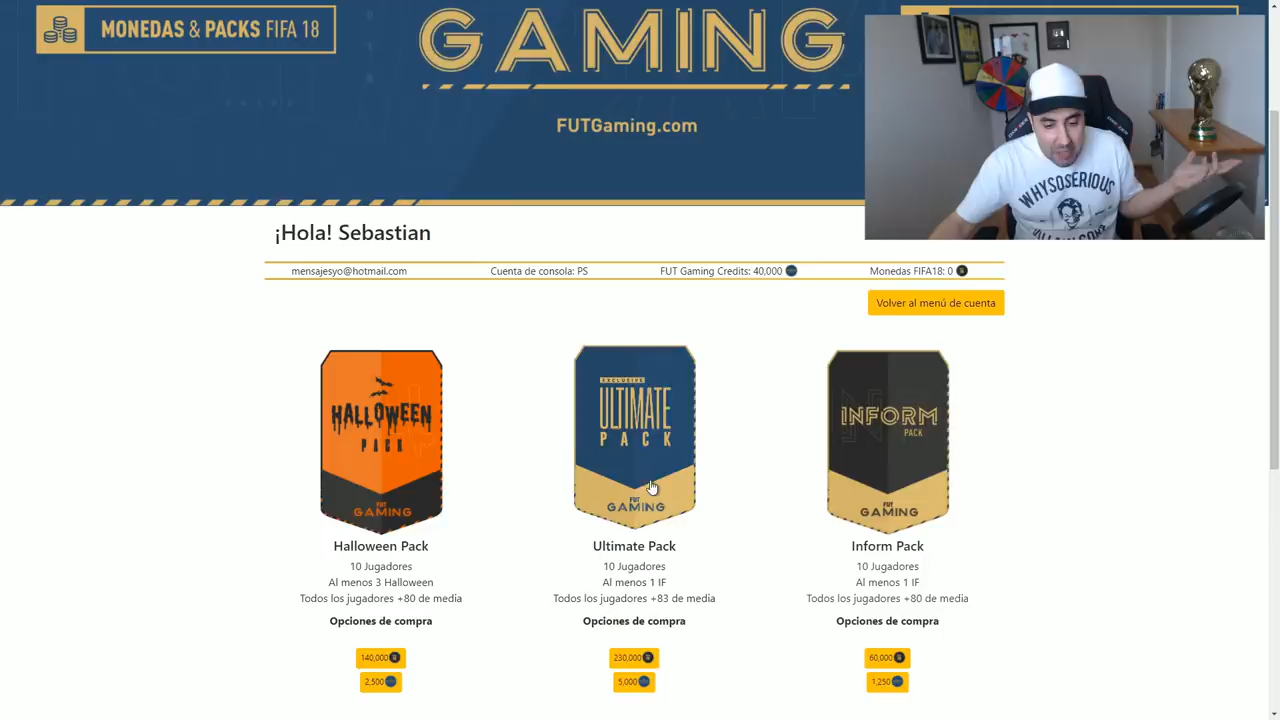 MONEDAS & PACKS FIFA 18
GAMING
FUTGaming.com
WHYSOSERIOUS
¡Hola! Sebastian
mensajesyo@hotmail.com
Cuenta de consola: PS
FUT Gaming Credits: 40,000
Monedas FIFA18: 0
Volver al menú de cuenta
HALLOWEEN
PACK
FUT
GAMING
EXCLUSIVE
ULTIMATE
PACK
FUT
GAMING
INFORM
PACK
FUT
GAMING
Halloween Pack
10 Jugadores
Al menos 3 Halloween
Todos los jugadores +80 de media
Opciones de compra
140,000
2,500
Ultimate Pack
10 Jugadores
Al menos 1 IF
Todos los jugadores +83 de media
Opciones de compra
230,000
5,000
Inform Pack
10 Jugadores
Al menos 1 IF
Todos los jugadores +80 de media
Opciones de compra
60,000
1,250